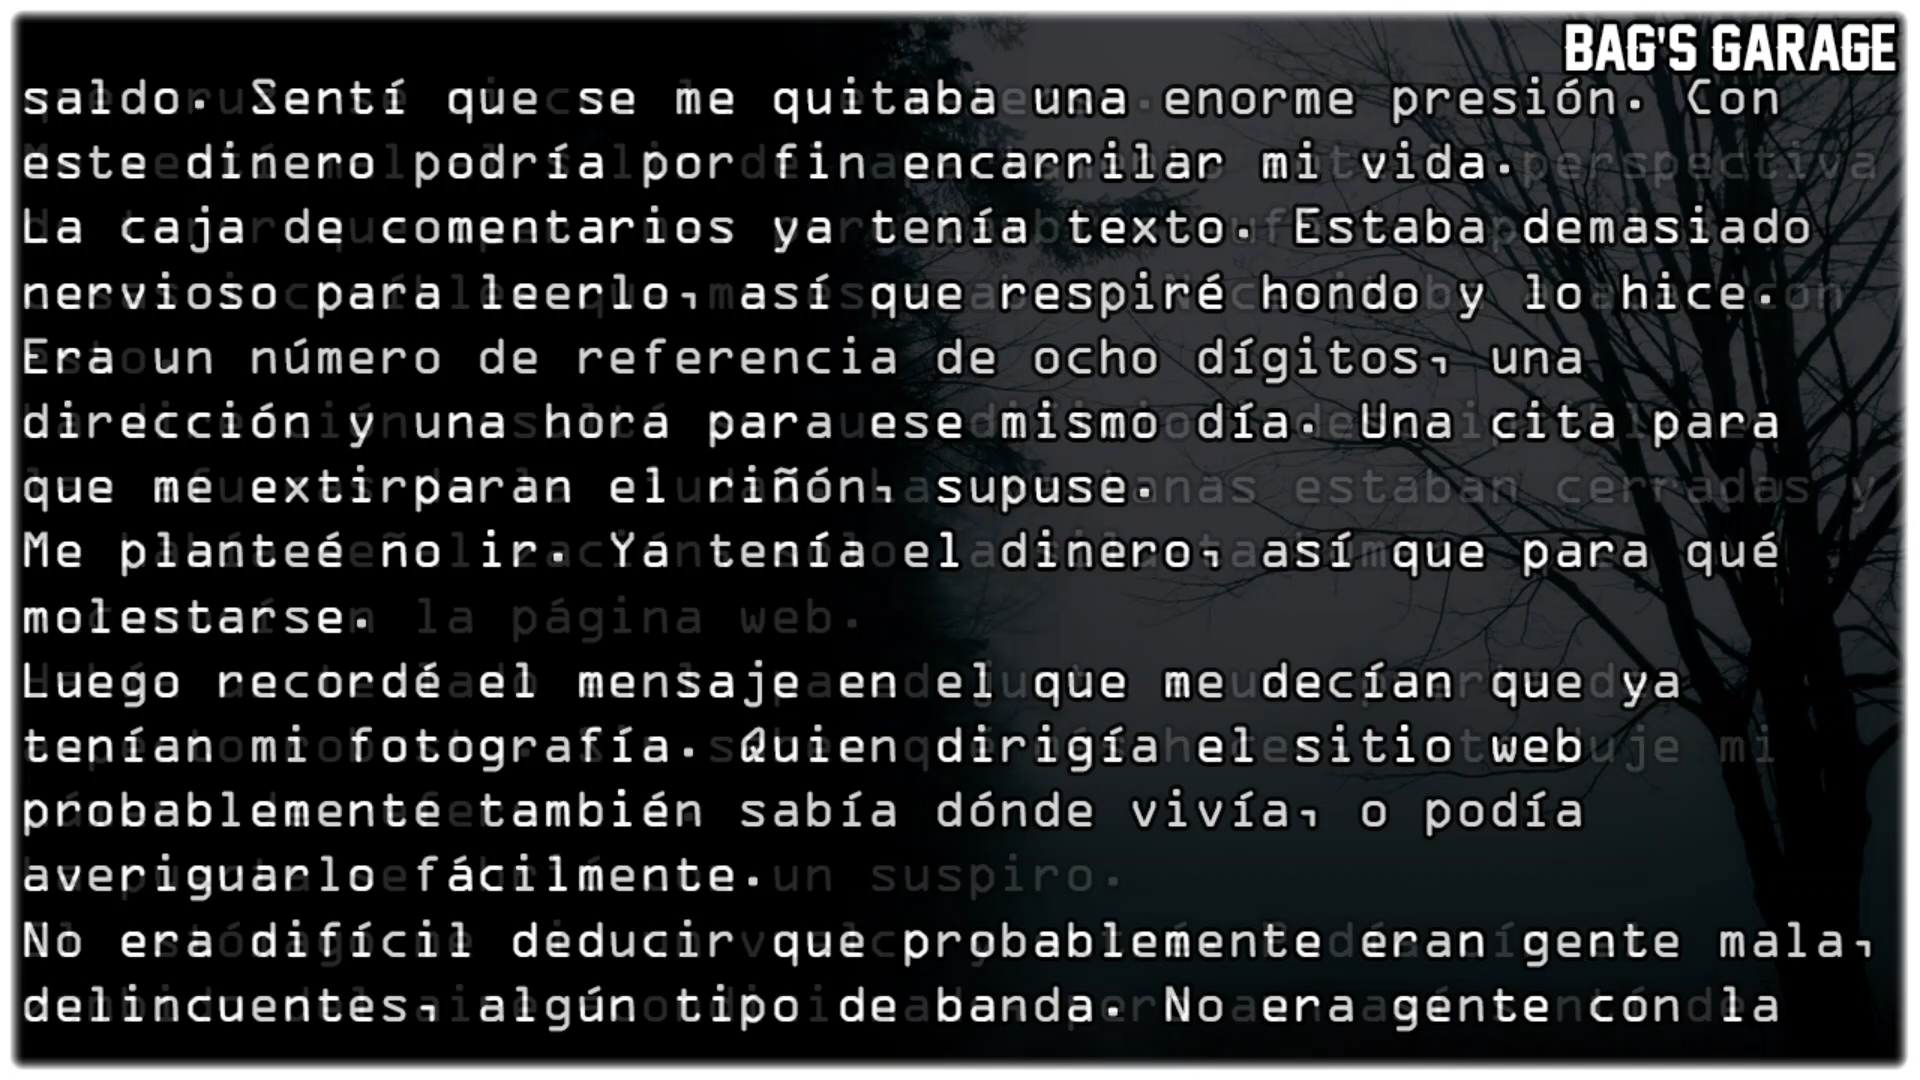 BAG'S GARAGE
saldo. Sentí que se me quitaba una enorme presión. Con
este dinero podría por fin encarrilar mi vida.
La caja de comentarios ya tenía texto. Estaba demasiado
nervioso para leerlo, así que respiré hondo y lo hice.
Era un número de referencia de ocho dígitos, una
dirección y una hora para ese mismo día. Una cita para
que me extirparan el riñón, supuse.
Me planteé no ir. Ya tenía el dinero, así que para qué
molestarse.
Luego recordé el mensaje en el que me decían que ya
tenían mi fotografía. Quien dirigía el sitio web
probablemente también sabía dónde vivía, o podía
averiguarlo fácilmente.
No era difícil deducir que probablemente eran gente mala,
delincuentes, algún tipo de banda. No era gente con la